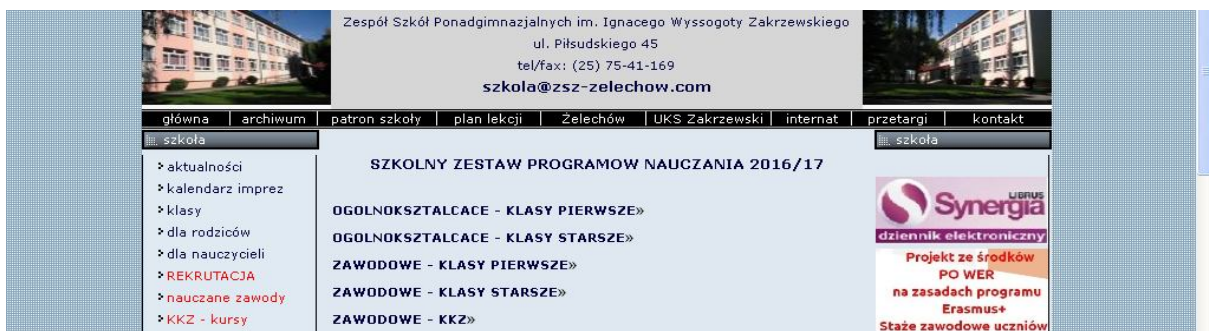 Zespół Szkół Ponadgimnazjalnych im. Ignacego Wyssogoty Zakrzewskiego
ul. Piłsudskiego 45
tel/fax: (25) 75-41-169
szkola@zsz-zelechow.com
główna | archiwum | patron szkoły | plan lekcji | Żelechów | UKS Zakrzewski | internat | przetargi | kontakt
szkoła
aktualności
kalendarz imprez
klasy
dla rodziców
dla nauczycieli
REKRUTACJA
nauczane zawody
KKZ - kursy
SZKOLNY ZESTAW PROGRAMOW NAUCZANIA 2016/17
OGOLNOKSZTALCACE - KLASY PIERWSZE»
OGOLNOKSZTALCACE - KLASY STARSZE»
ZAWODOWE - KLASY PIERWSZE»
ZAWODOWE - KLASY STARSZE»
ZAWODOWE - KKZ»
szkoła
LIBRUS
Synergia
dziennik elektroniczny
Projekt ze środków
PO WER
na zasadach programu
Erasmus+
Staże zawodowe uczniów